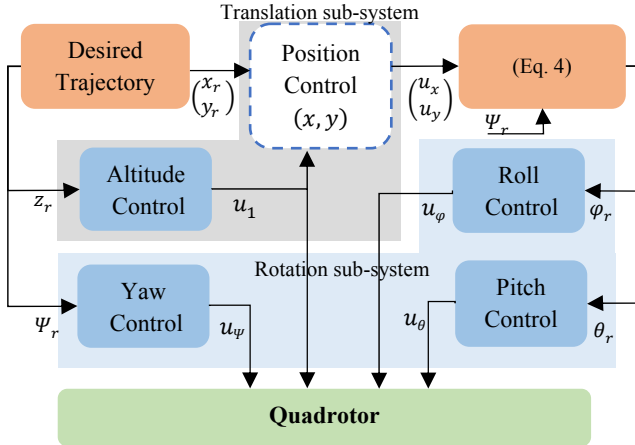 Translation sub-system
Desired
Trajectory
(x_r
y_r)
Position
Control
(x, y)
(u_x
u_y)
(Eq. 4)
Ψ_r
Altitude
Control
z_r
u_1
Roll
Control
u_φ
φ_r
Rotation sub-system
Yaw
Control
Ψ_r
u_Ψ
Pitch
Control
u_θ
θ_r
Quadrotor